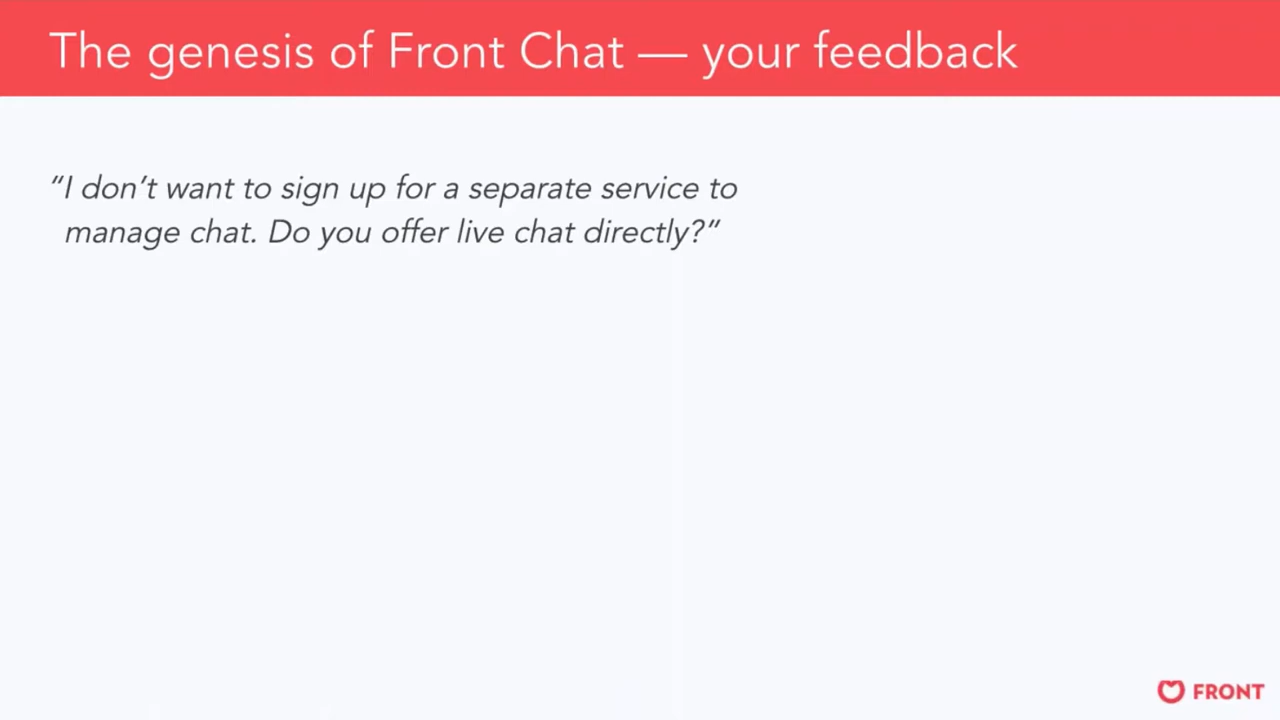 The genesis of Front Chat — your feedback
“I don’t want to sign up for a separate service to
manage chat. Do you offer live chat directly?”
FRONT